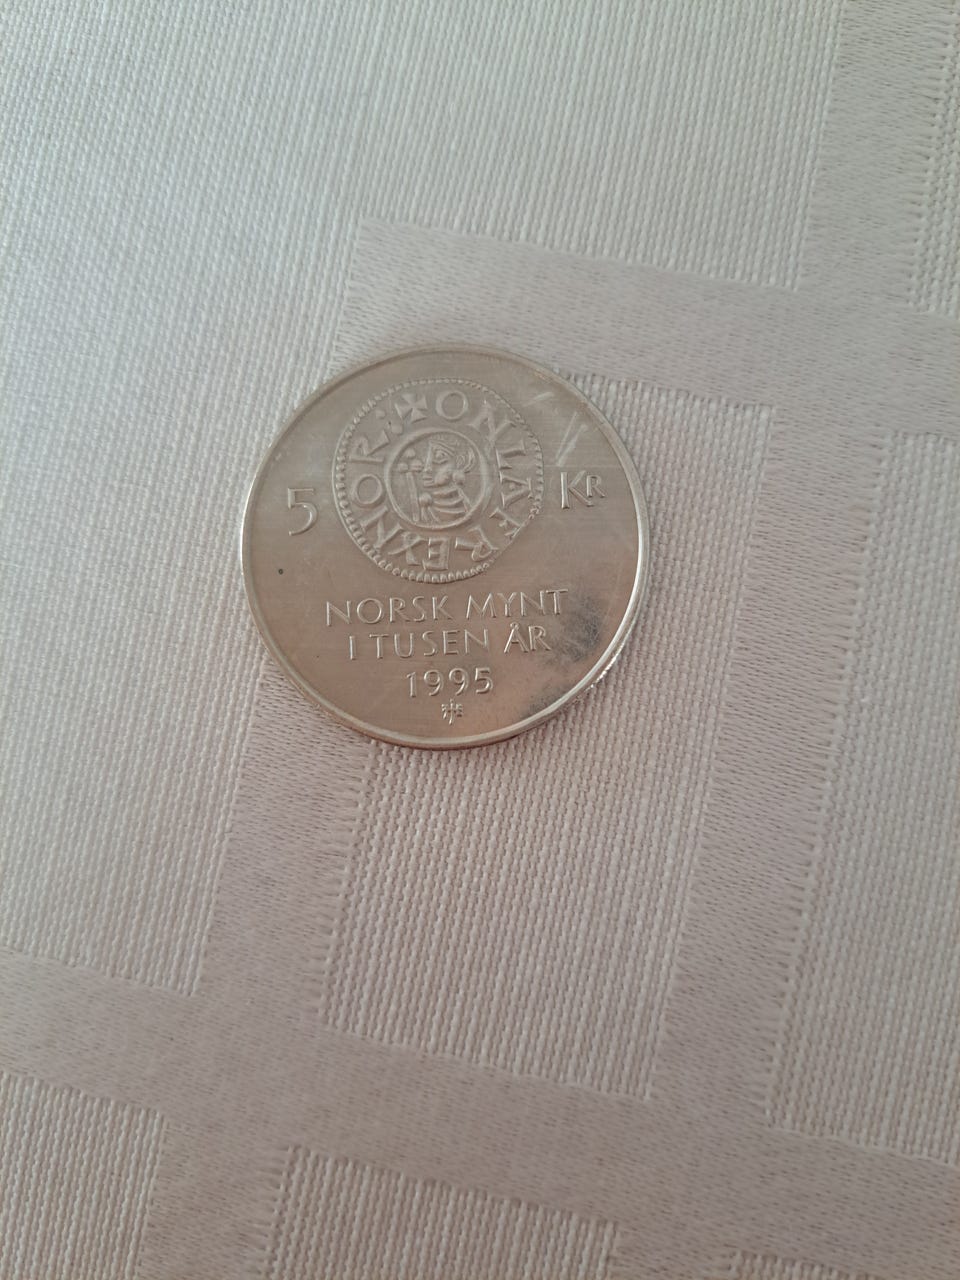 ✠ONLAFREXNOR:
5 KR
NORSK MYNT
I TUSEN ÅR
1995